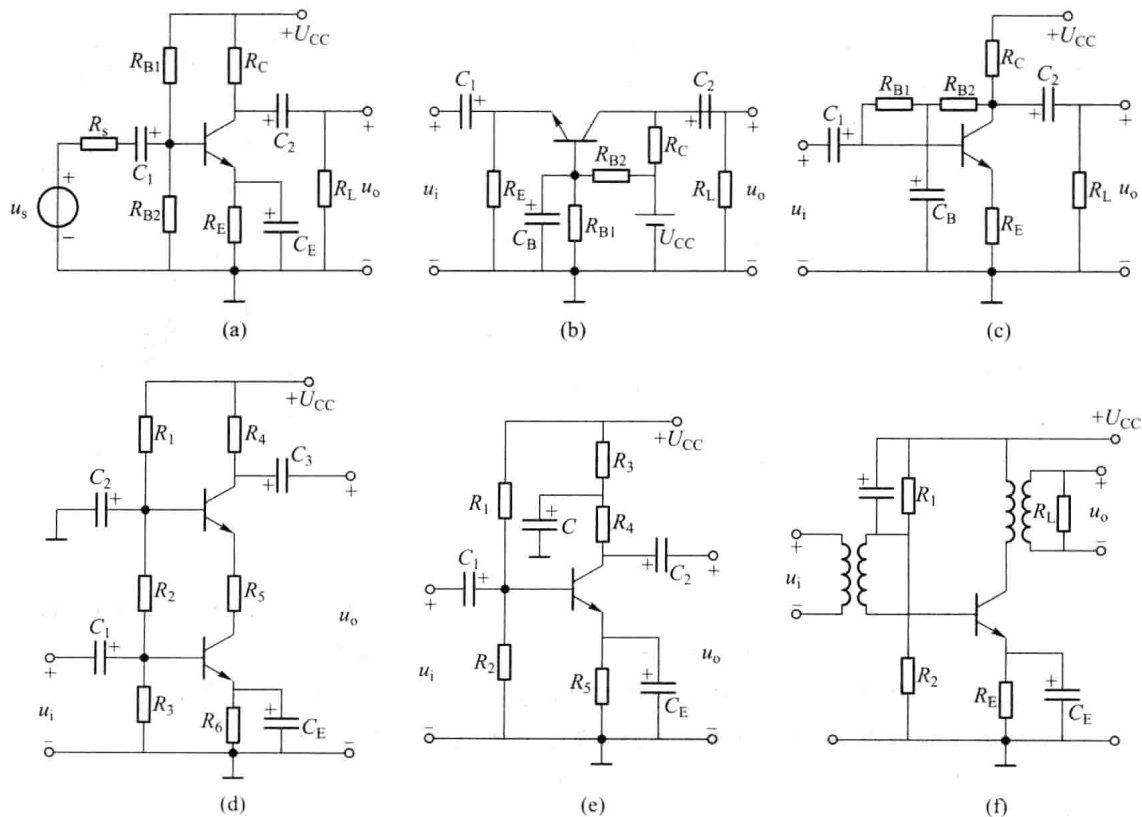 +U_CC
R_B1
R_C
R_s
C_1
+
C_2
+
u_s
+
−
R_B2
R_E
C_E
+
R_L
u_o
+
−
(a)
C_1
+
C_2
+
+
+
u_i
R_E
R_B2
R_C
C_B
+
R_B1
U_CC
R_L
u_o
−
−
(b)
+U_CC
R_C
R_B1
R_B2
C_2
+
C_1
+
+
+
u_i
C_B
+
R_E
R_L
u_o
−
−
(c)
+U_CC
R_1
R_4
C_2
+
C_3
+
+
R_2
R_5
C_1
+
+
u_o
u_i
R_3
R_6
C_E
+
−
−
(d)
+U_CC
R_3
R_1
C
+
R_4
C_1
+
C_2
+
+
+
u_i
R_2
R_5
C_E
+
u_o
−
−
(e)
+U_CC
+
R_1
R_L
+
u_o
−
+
u_i
−
R_2
R_E
C_E
+
(f)